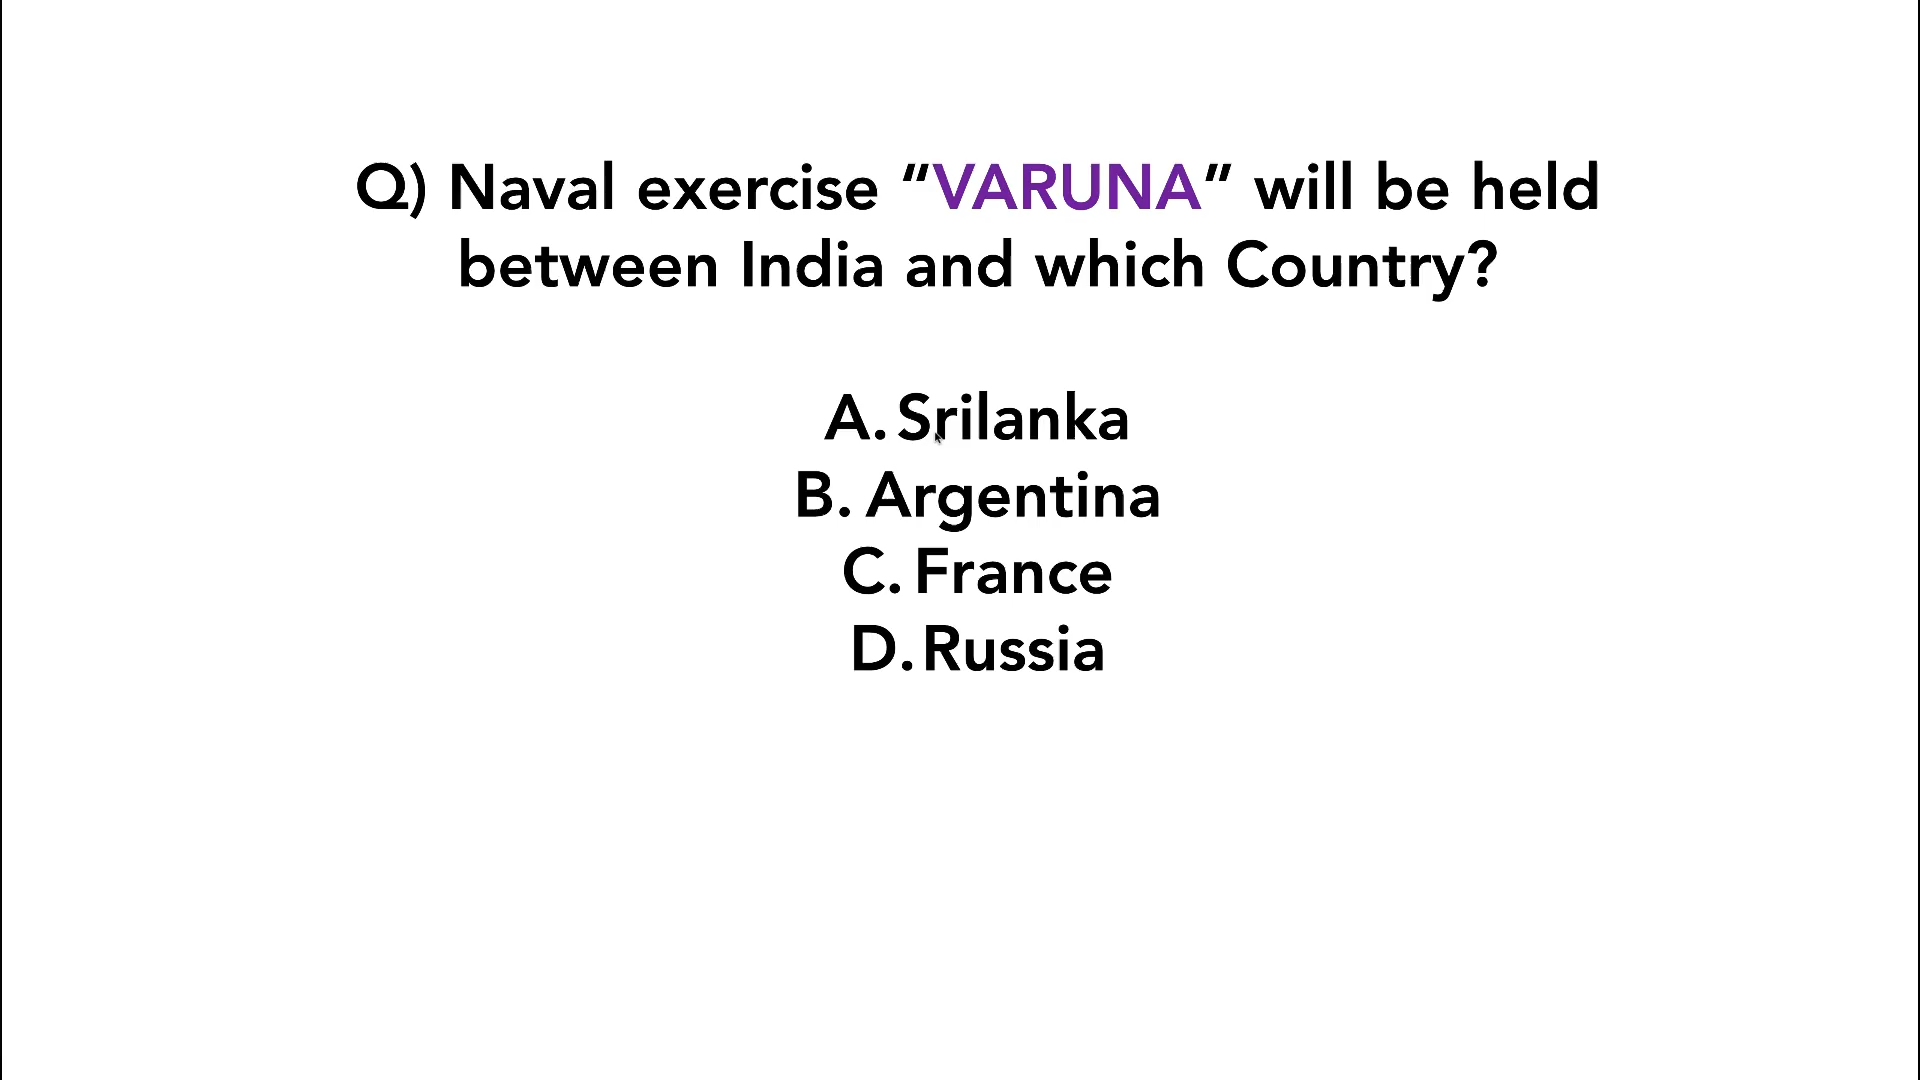 Q) Naval exercise “VARUNA” will be held
between India and which Country?
A. Srilanka
B. Argentina
C. France
D. Russia